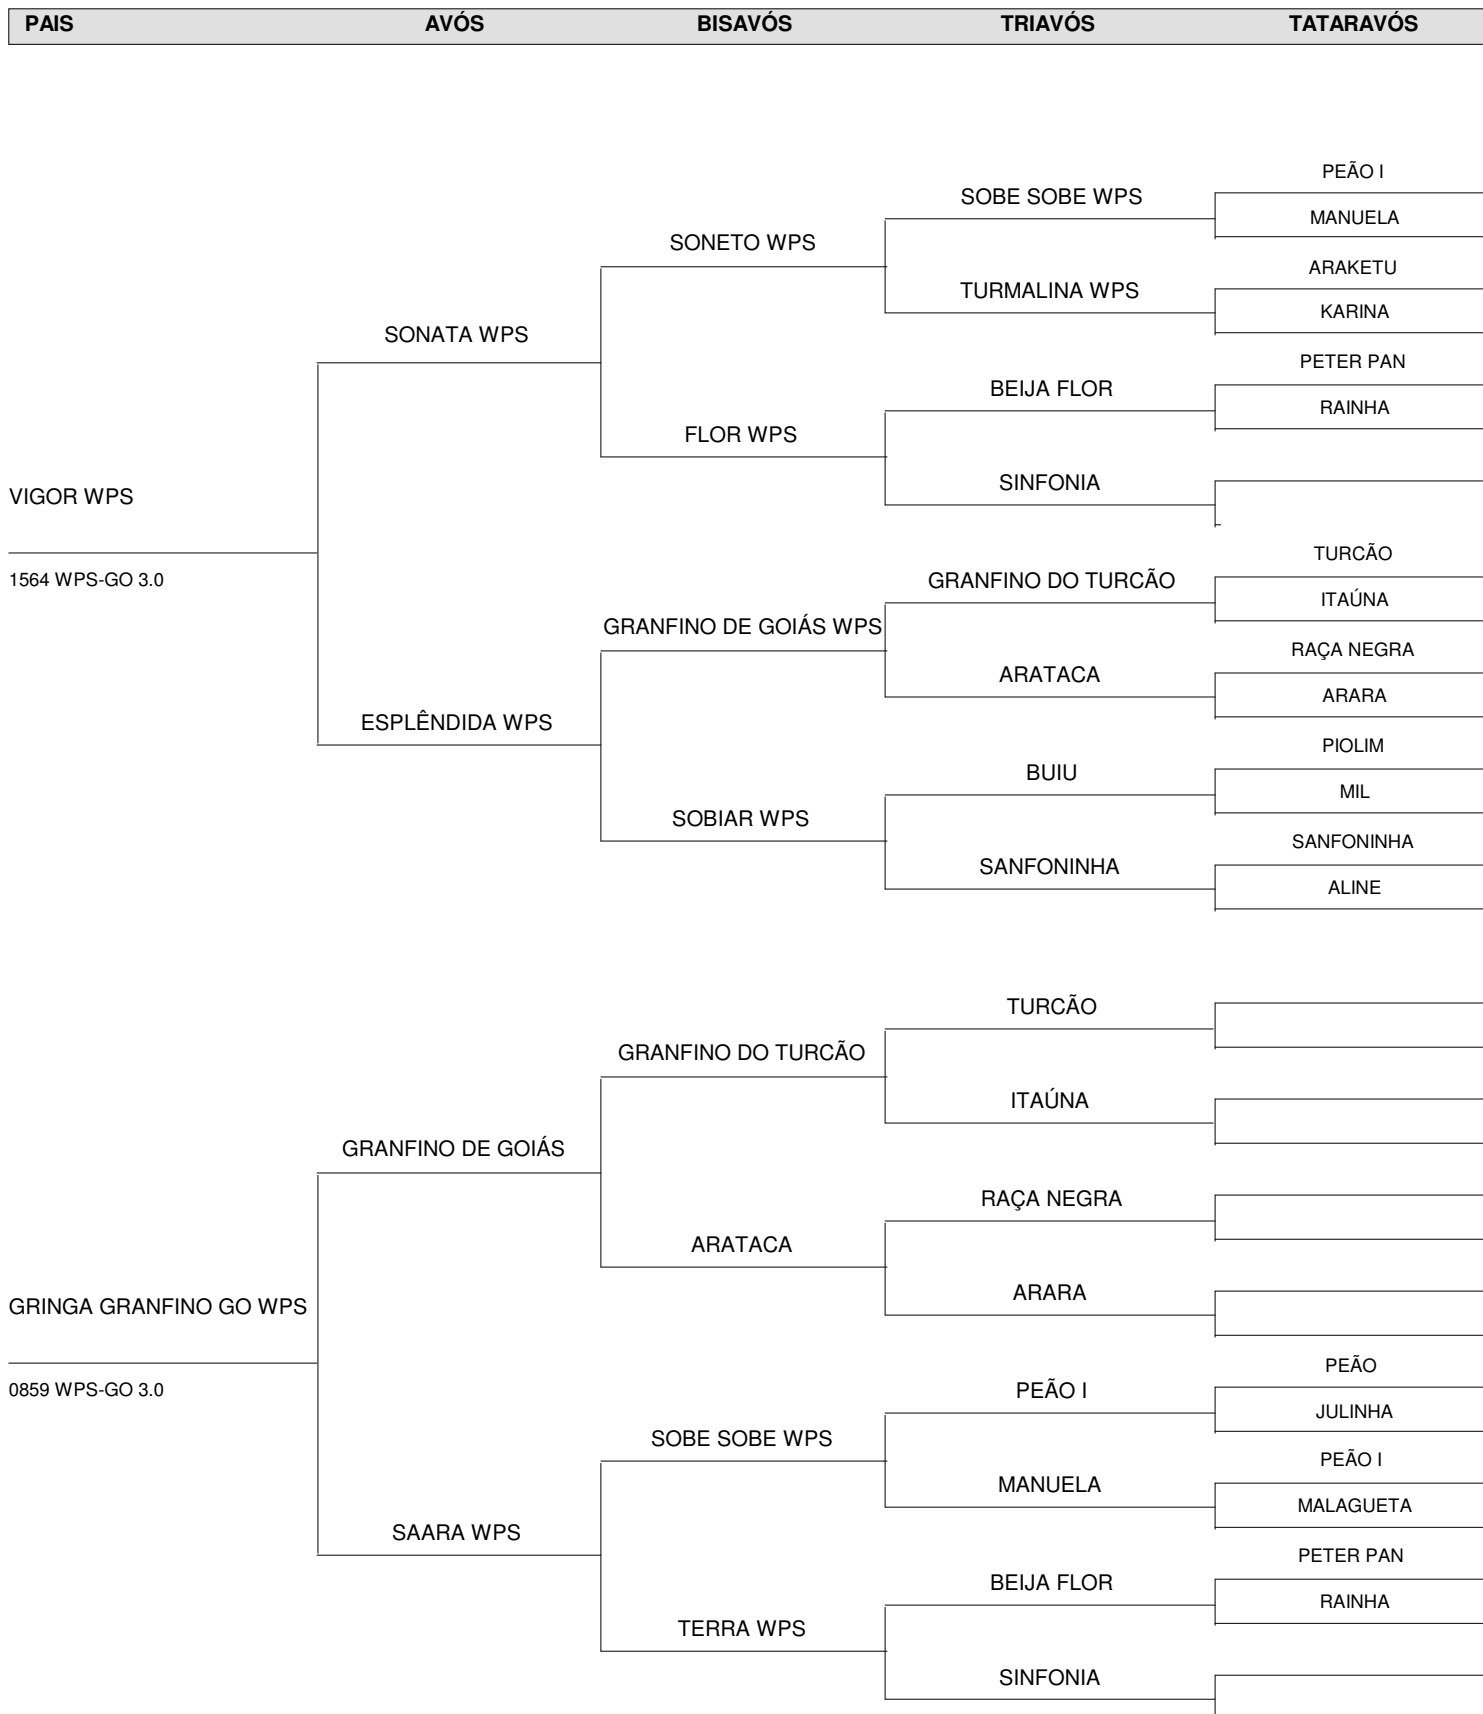 PAIS AVÓS BISAVÓS TRIAVÓS TATARAVÓS
PEÃO I
SOBE SOBE WPS
MANUELA
SONETO WPS
ARAKETU
TURMALINA WPS
KARINA
SONATA WPS
PETER PAN
BEIJA FLOR
RAINHA
FLOR WPS
SINFONIA
VIGOR WPS
TURCÃO
1564 WPS-GO 3.0
GRANFINO DO TURCÃO
ITAÚNA
GRANFINO DE GOIÁS WPS
RAÇA NEGRA
ARATACA
ARARA
ESPLÊNDIDA WPS
PIOLIM
BUIU
MIL
SOBIAR WPS
SANFONINHA
SANFONINHA
ALINE
TURCÃO
GRANFINO DO TURCÃO
ITAÚNA
GRANFINO DE GOIÁS
RAÇA NEGRA
ARATACA
ARARA
GRINGA GRANFINO GO WPS
PEÃO
0859 WPS-GO 3.0
PEÃO I
JULINHA
SOBE SOBE WPS
PEÃO I
MANUELA
MALAGUETA
SAARA WPS
PETER PAN
BEIJA FLOR
RAINHA
TERRA WPS
SINFONIA